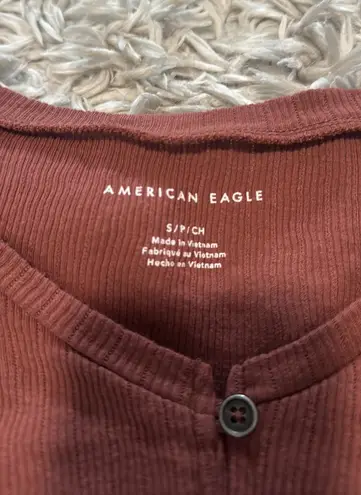 AMERICAN EAGLE
S/P/CH
Made in Vietnam
Fabriqué au Vietnam
Hecho en Vietnam